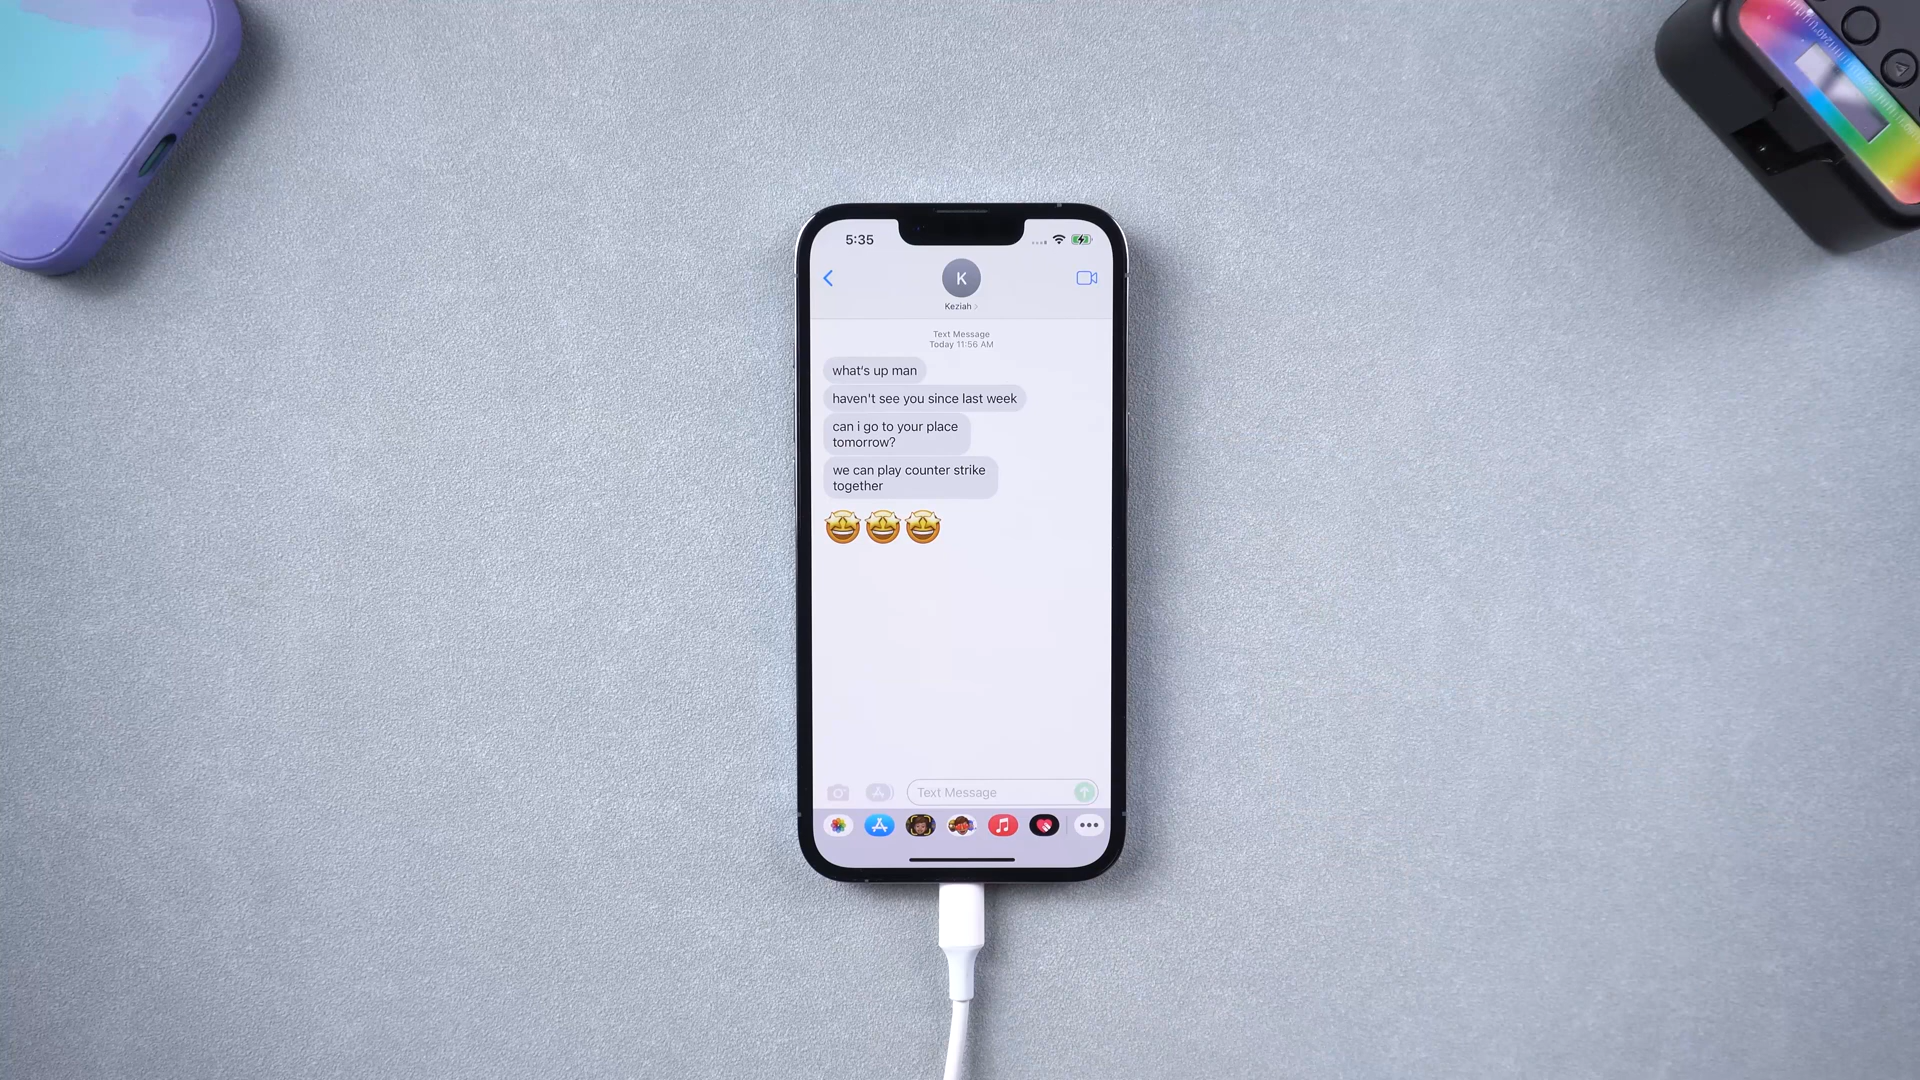 5:35
K
Keziah
Text Message
Today 11:56 AM
what's up man
haven't see you since last week
can i go to your place
tomorrow?
we can play counter strike
together
🤩🤩🤩
Text Message